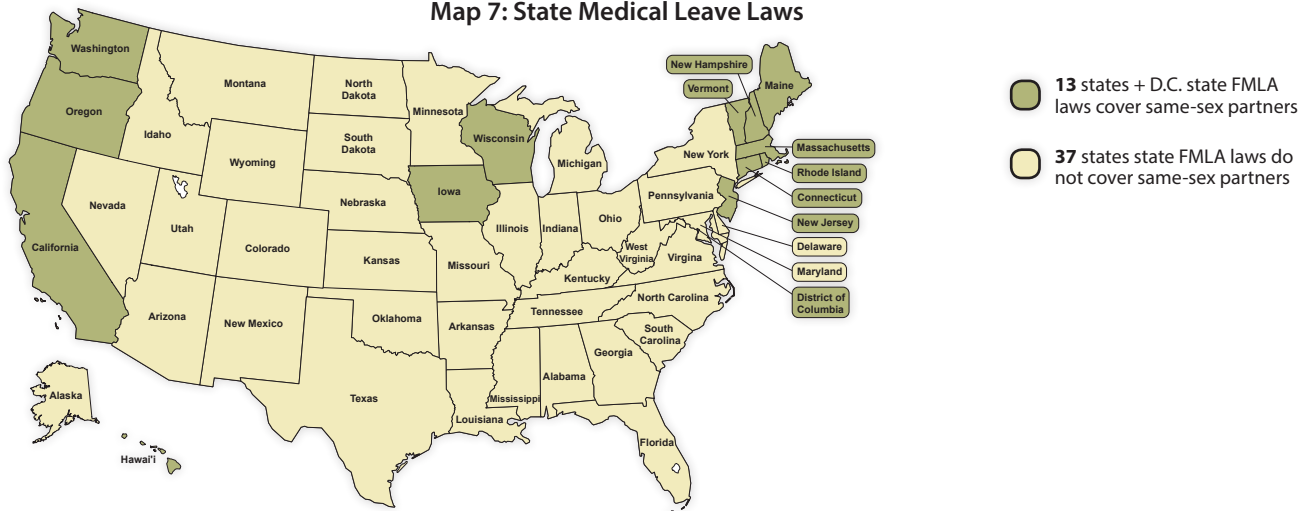 Map 7: State Medical Leave Laws
Washington
Oregon
California
Idaho
Nevada
Montana
Wyoming
Utah
Arizona
Colorado
New Mexico
North
Dakota
South
Dakota
Nebraska
Kansas
Oklahoma
Texas
Minnesota
Iowa
Missouri
Arkansas
Louisiana
Wisconsin
Illinois
Michigan
Indiana
Ohio
Kentucky
Tennessee
Mississippi
Alabama
Georgia
Florida
South
Carolina
North Carolina
Virgina
West
Virginia
Pennsylvania
New York
Maine
New Hampshire
Vermont
Massachusetts
Rhode Island
Connecticut
New Jersey
Delaware
Maryland
District of
Columbia
Alaska
Hawai'i
13 states + D.C. state FMLA
laws cover same-sex partners
37 states state FMLA laws do
not cover same-sex partners